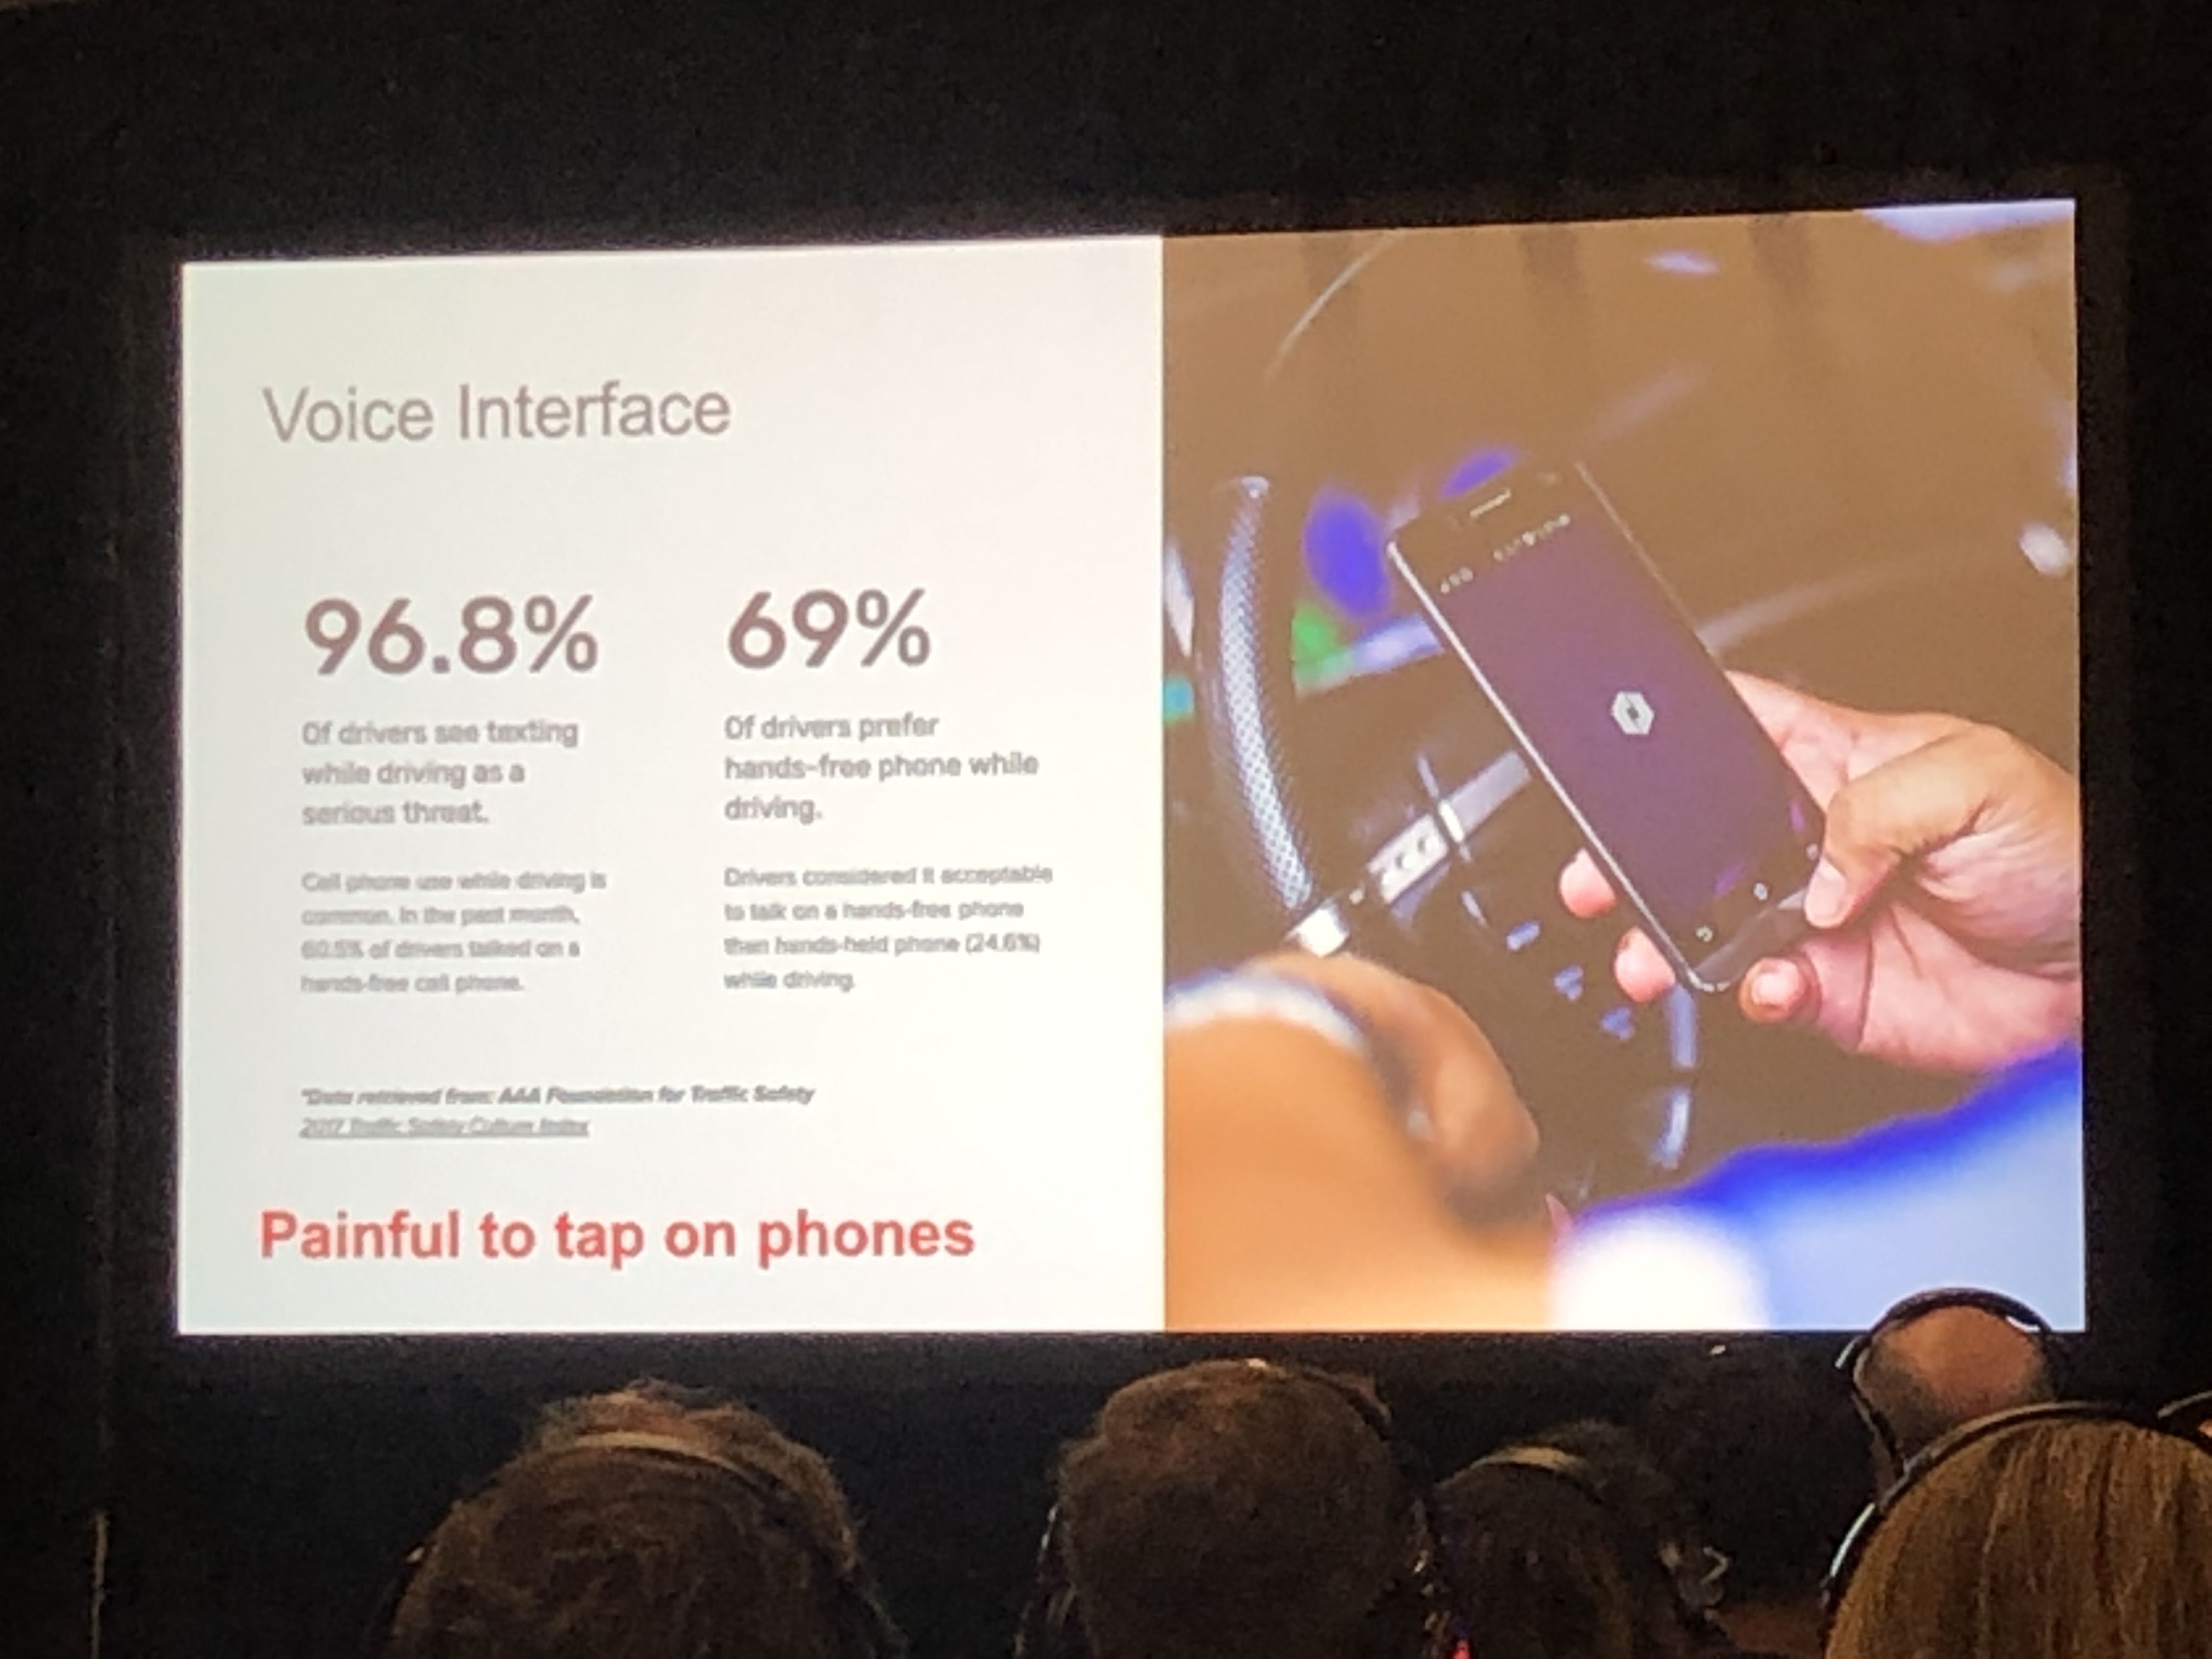 Voice Interface
96.8%
Of drivers see texting
while driving as a
serious threat.
Cell phone use while driving is
common. In the past month,
60.5% of drivers talked on a
hands-free cell phone.
69%
Of drivers prefer
hands-free phone while
driving.
Drivers considered it acceptable
to talk on a hands-free phone
than hands-held phone (24.6%)
while driving.
*Data retrieved from: AAA Foundation for Traffic Safety
2017 Traffic Safety Culture Index
Painful to tap on phones